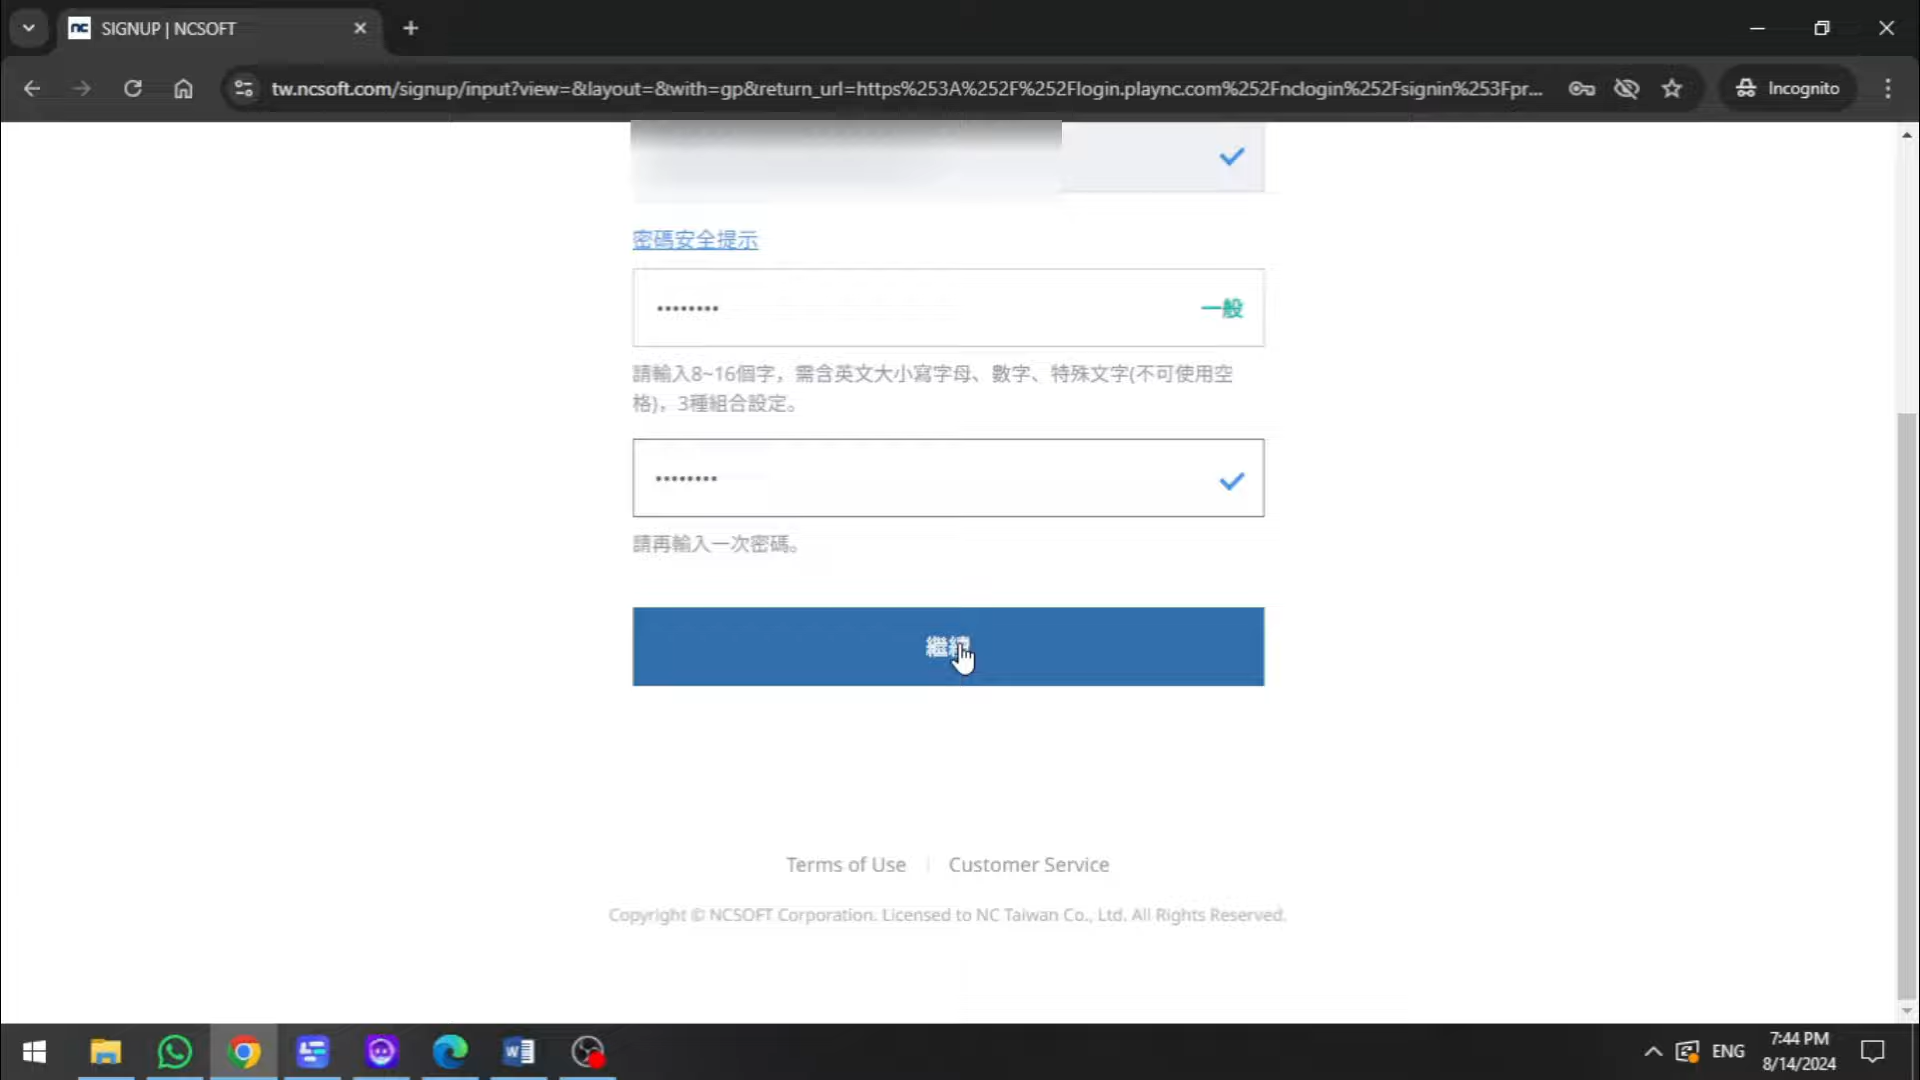 SIGNUP | NCSOFT
tw.ncsoft.com/signup/input?view=&layout=&with=gp&return_url=https%253A%252F%252Flogin.plaync.com%252Fnclogin%252Fsignin%253Fpr...
Incognito
密碼安全提示
••••••••
一般
請輸入8~16個字，需含英文大小寫字母、數字、特殊文字(不可使用空
格)，3種組合設定。
••••••••
請再輸入一次密碼。
繼續
Terms of Use | Customer Service
Copyright © NCSOFT Corporation. Licensed to NC Taiwan Co., Ltd. All Rights Reserved.
ENG
7:44 PM
8/14/2024